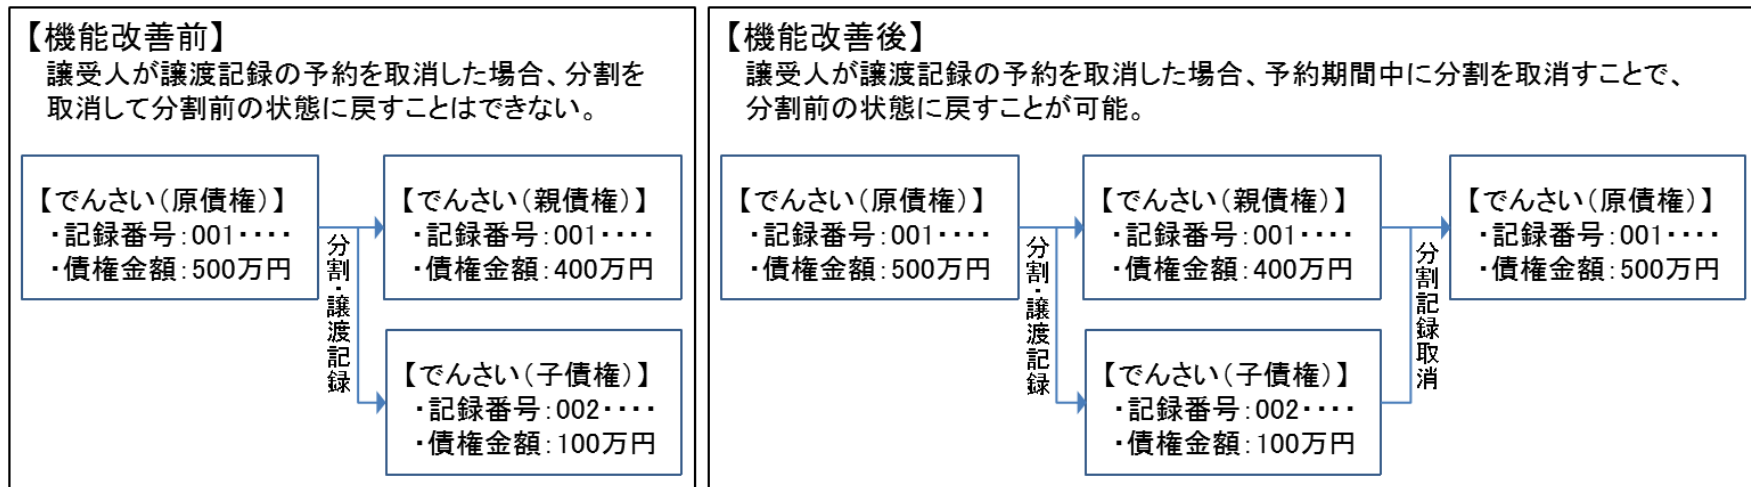 【機能改善前】
譲受人が譲渡記録の予約を取消した場合、分割を
取消して分割前の状態に戻すことはできない。
【でんさい（原債権）】
・記録番号：001････
・債権金額：500万円
分割・譲渡記録
【でんさい（親債権）】
・記録番号：001････
・債権金額：400万円
【でんさい（子債権）】
・記録番号：002････
・債権金額：100万円
【機能改善後】
譲受人が譲渡記録の予約を取消した場合、予約期間中に分割を取消すことで、
分割前の状態に戻すことが可能。
【でんさい（原債権）】
・記録番号：001････
・債権金額：500万円
分割・譲渡記録
【でんさい（親債権）】
・記録番号：001････
・債権金額：400万円
【でんさい（子債権）】
・記録番号：002････
・債権金額：100万円
分割記録取消
【でんさい（原債権）】
・記録番号：001････
・債権金額：500万円